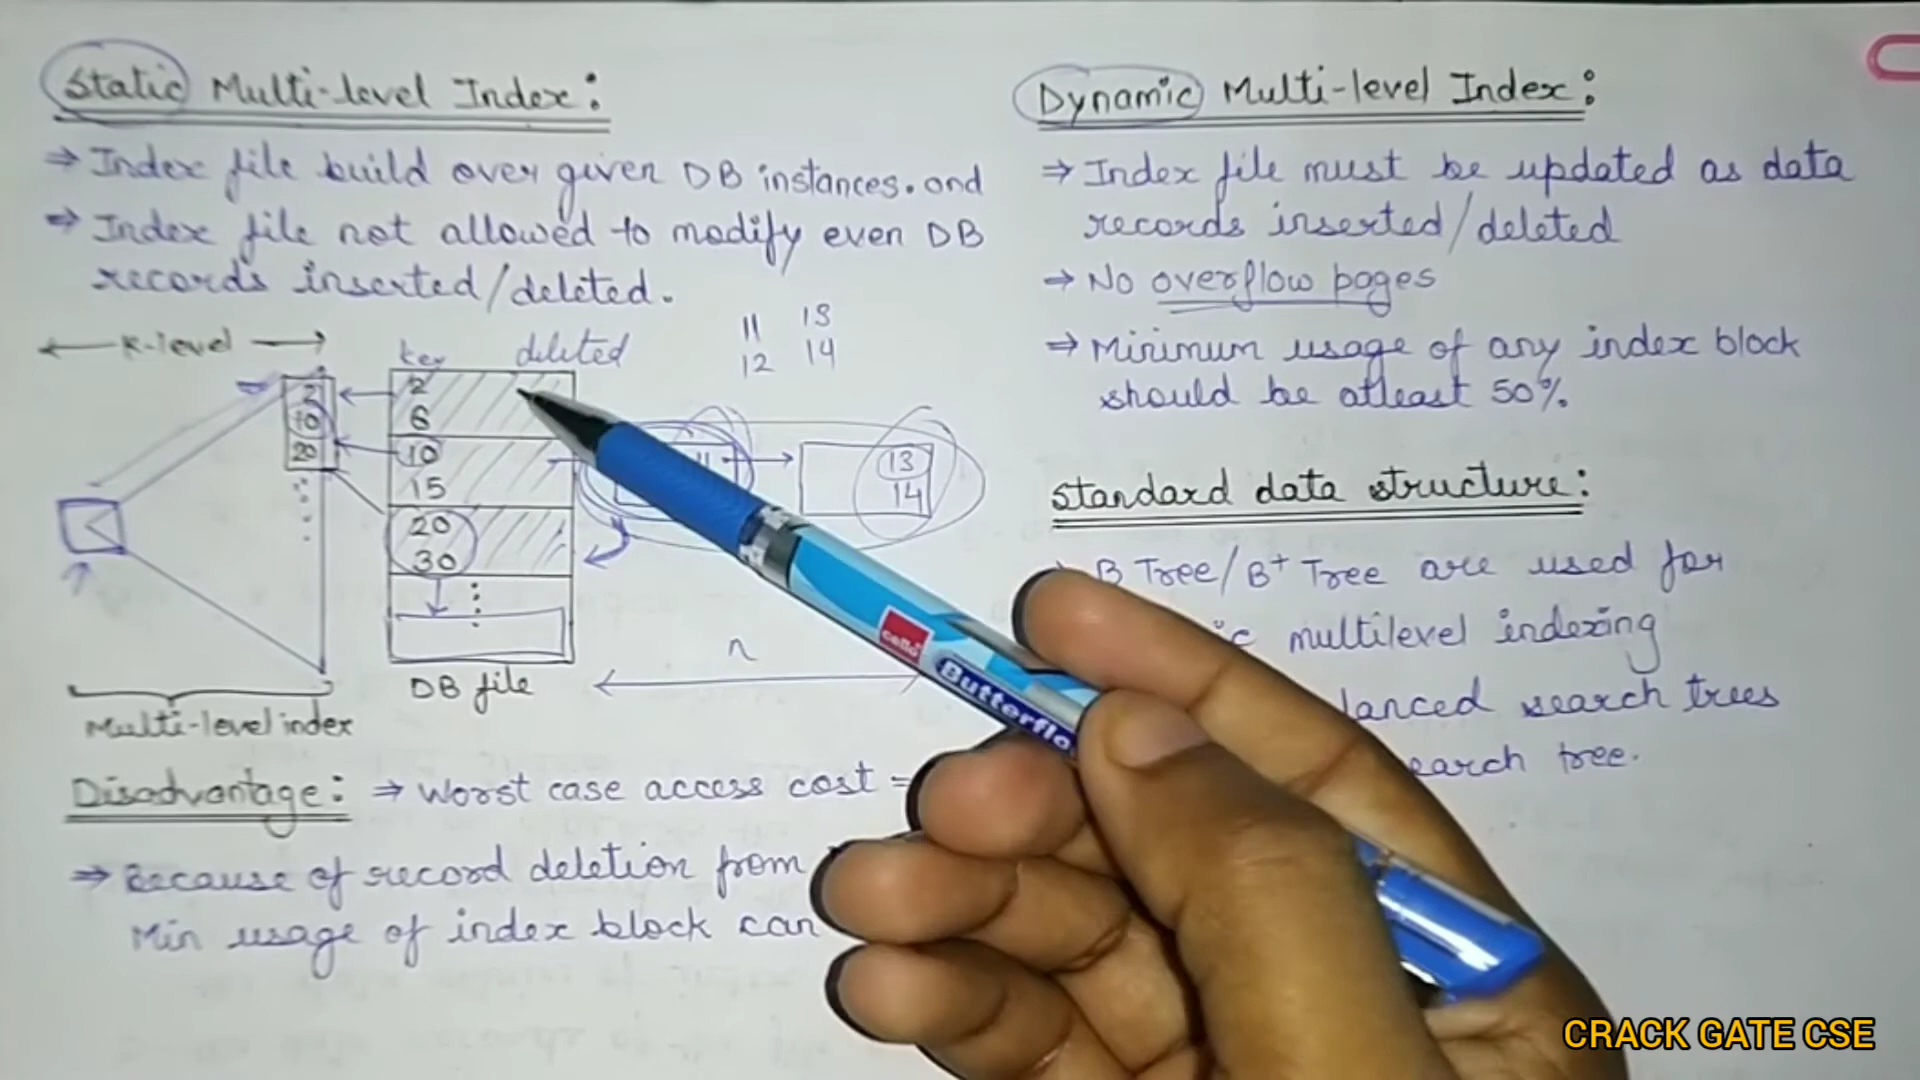 Static Multi-level Index:
⇒ Index file build over given DB instances. and
⇒ Index file not allowed to modify even DB
records inserted/deleted.
K-level
key
deleted
11 13
12 14
2
10
20
2
6
10
15
20
30
11
13
14
n
DB file
Multi-level index
Disadvantage: ⇒ Worst case access cost =
⇒ Because of record deletion from
Min usage of index block can
Dynamic Multi-level Index:
⇒ Index file must be updated as data
records inserted/deleted
→ No overflow pages
⇒ Minimum usage of any index block
should be atleast 50%.
Standard data structure:
B Tree/B+ Tree are used for
ic multilevel indexing
lanced search trees
earch tree.
cello
Butterflo
CRACK GATE CSE